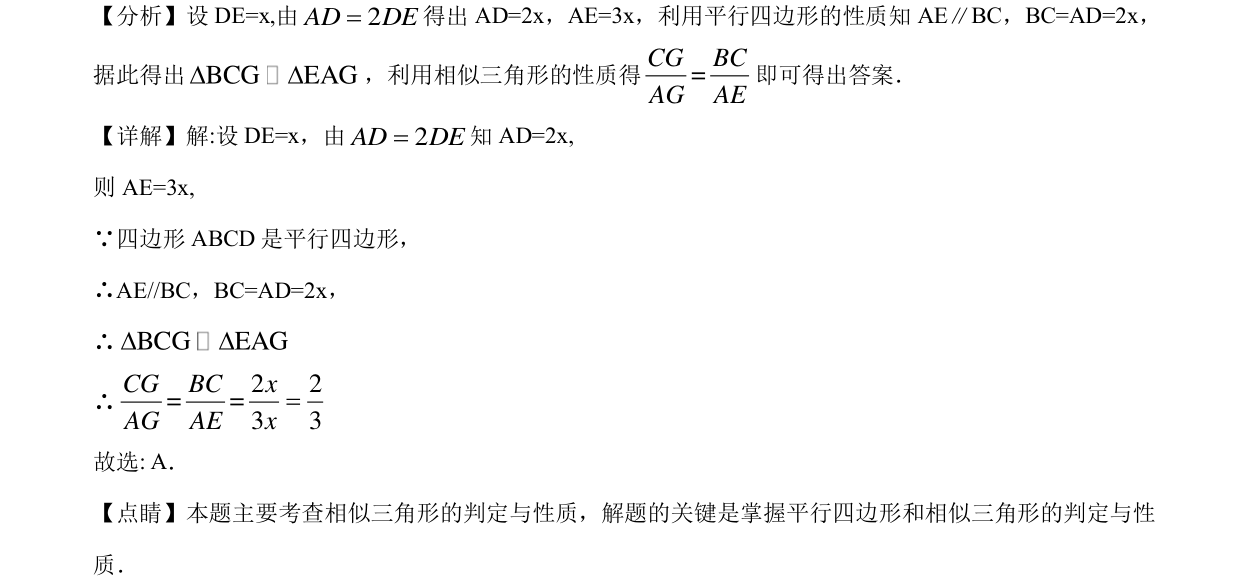 【分析】设 DE=x,由 AD = 2DE 得出 AD=2x，AE=3x，利用平行四边形的性质知 AE∥BC，BC=AD=2x，
据此得出 ΔBCG □ ΔEAG ，利用相似三角形的性质得 CG/AG = BC/AE 即可得出答案．
【详解】解:设 DE=x，由 AD = 2DE 知 AD=2x,
则 AE=3x,
∵四边形 ABCD 是平行四边形，
∴AE//BC，BC=AD=2x，
∴ ΔBCG □ ΔEAG
∴ CG/AG = BC/AE = 2x/3x = 2/3
故选: A．
【点睛】本题主要考查相似三角形的判定与性质，解题的关键是掌握平行四边形和相似三角形的判定与性
质．